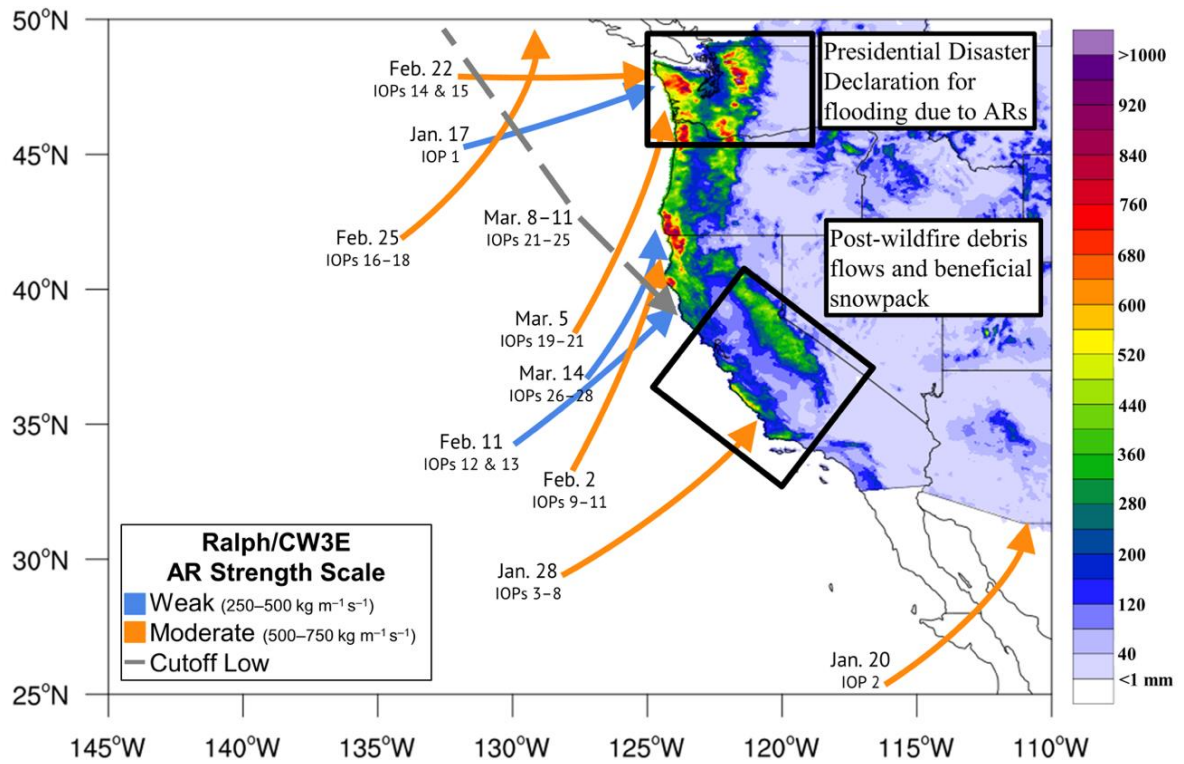 50°N
45°N
40°N
35°N
30°N
25°N
145°W
140°W
135°W
130°W
125°W
120°W
115°W
110°W
Feb. 22
IOPs 14 & 15
Jan. 17
IOP 1
Feb. 25
IOPs 16–18
Mar. 8–11
IOPs 21–25
Mar. 5
IOPs 19–21
Mar. 14
IOPs 26–28
Feb. 11
IOPs 12 & 13
Feb. 2
IOPs 9–11
Jan. 28
IOPs 3–8
Jan. 20
IOP 2
Presidential Disaster
Declaration for
flooding due to ARs
Post-wildfire debris
flows and beneficial
snowpack
Ralph/CW3E
AR Strength Scale
Weak (250–500 kg m⁻¹ s⁻¹)
Moderate (500–750 kg m⁻¹ s⁻¹)
Cutoff Low
>1000
920
840
760
680
600
520
440
360
280
200
120
40
<1 mm